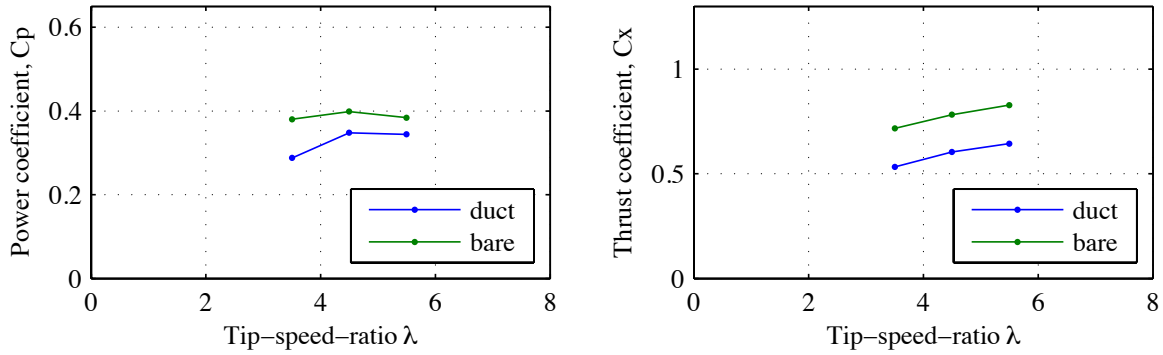 Power coefficient, Cp
0.6
0.4
0.2
0
0
2
4
6
8
Tip−speed−ratio λ
duct
bare
Thrust coefficient, Cx
1
0.5
0
0
2
4
6
8
Tip−speed−ratio λ
duct
bare